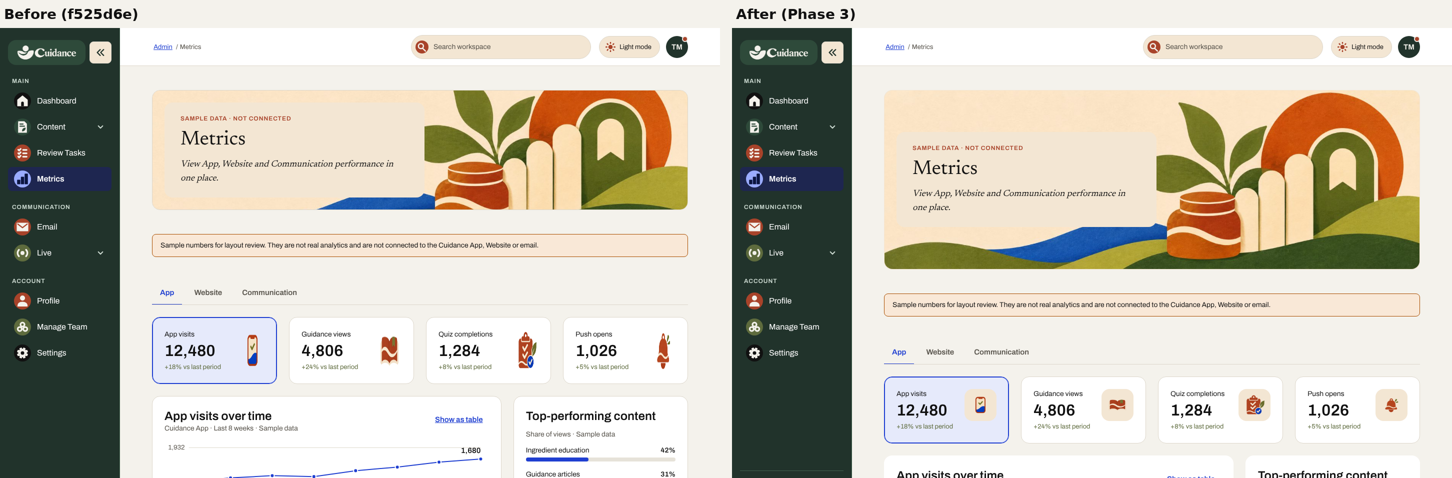 Before (f525d6e)
Cuidance
MAIN
Dashboard
Content
Review Tasks
Metrics
COMMUNICATION
Email
Live
ACCOUNT
Profile
Manage Team
Settings
Admin / Metrics
Search workspace
Light mode
TM
SAMPLE DATA · NOT CONNECTED
Metrics
View App, Website and Communication performance in
one place.
Sample numbers for layout review. They are not real analytics and are not connected to the Cuidance App, Website or email.
App Website Communication
App visits
12,480
+18% vs last period
Guidance views
4,806
+24% vs last period
Quiz completions
1,284
+8% vs last period
Push opens
1,026
+5% vs last period
App visits over time
Show as table
Cuidance App · Last 8 weeks · Sample data
1,932
1,680
Top-performing content
Share of views · Sample data
Ingredient education 42%
Guidance articles 31%
After (Phase 3)
Cuidance
MAIN
Dashboard
Content
Review Tasks
Metrics
COMMUNICATION
Email
Live
ACCOUNT
Profile
Manage Team
Settings
Admin / Metrics
Search workspace
Light mode
TM
SAMPLE DATA · NOT CONNECTED
Metrics
View App, Website and Communication performance in
one place.
Sample numbers for layout review. They are not real analytics and are not connected to the Cuidance App, Website or email.
App Website Communication
App visits
12,480
+18% vs last period
Guidance views
4,806
+24% vs last period
Quiz completions
1,284
+8% vs last period
Push opens
1,026
+5% vs last period
App visits over time
Show as table
Top-performing content